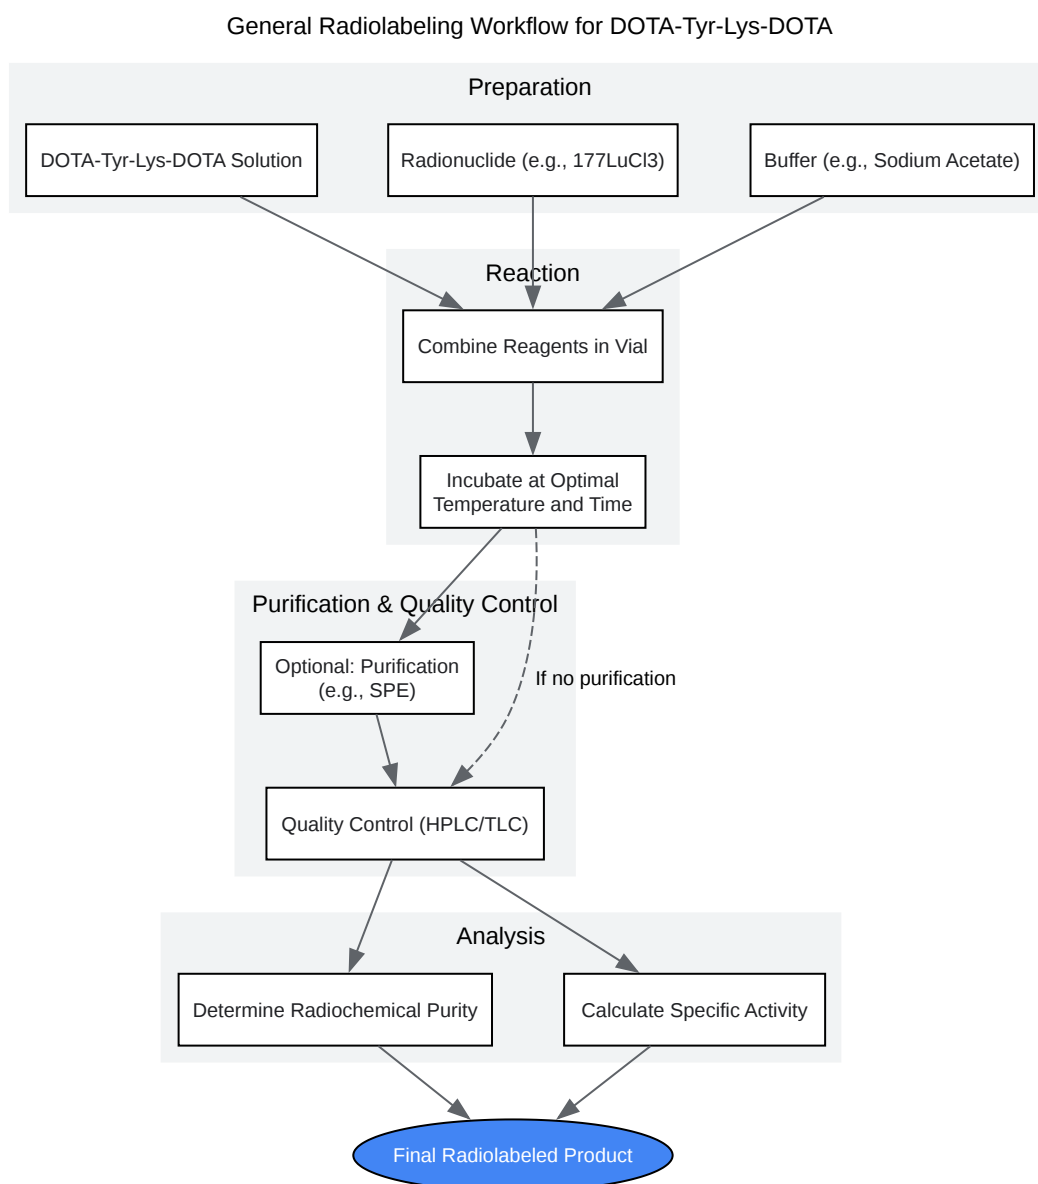 General Radiolabeling Workflow for DOTA-Tyr-Lys-DOTA
Preparation
DOTA-Tyr-Lys-DOTA Solution
Radionuclide (e.g., 177LuCl3)
Buffer (e.g., Sodium Acetate)
Reaction
Combine Reagents in Vial
Incubate at Optimal
Temperature and Time
Purification & Quality Control
Optional: Purification
(e.g., SPE)
If no purification
Quality Control (HPLC/TLC)
Analysis
Determine Radiochemical Purity
Calculate Specific Activity
Final Radiolabeled Product